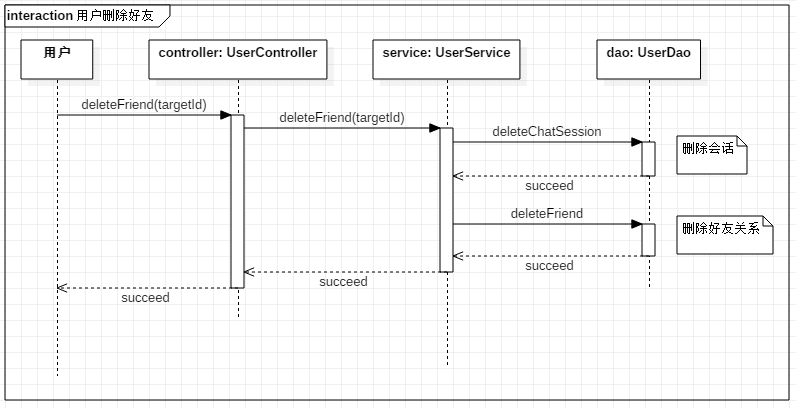 interaction 用户删除好友
用户
controller: UserController
service: UserService
dao: UserDao
deleteFriend(targetId)
deleteFriend(targetId)
deleteChatSession
删除会话
succeed
deleteFriend
删除好友关系
succeed
succeed
succeed